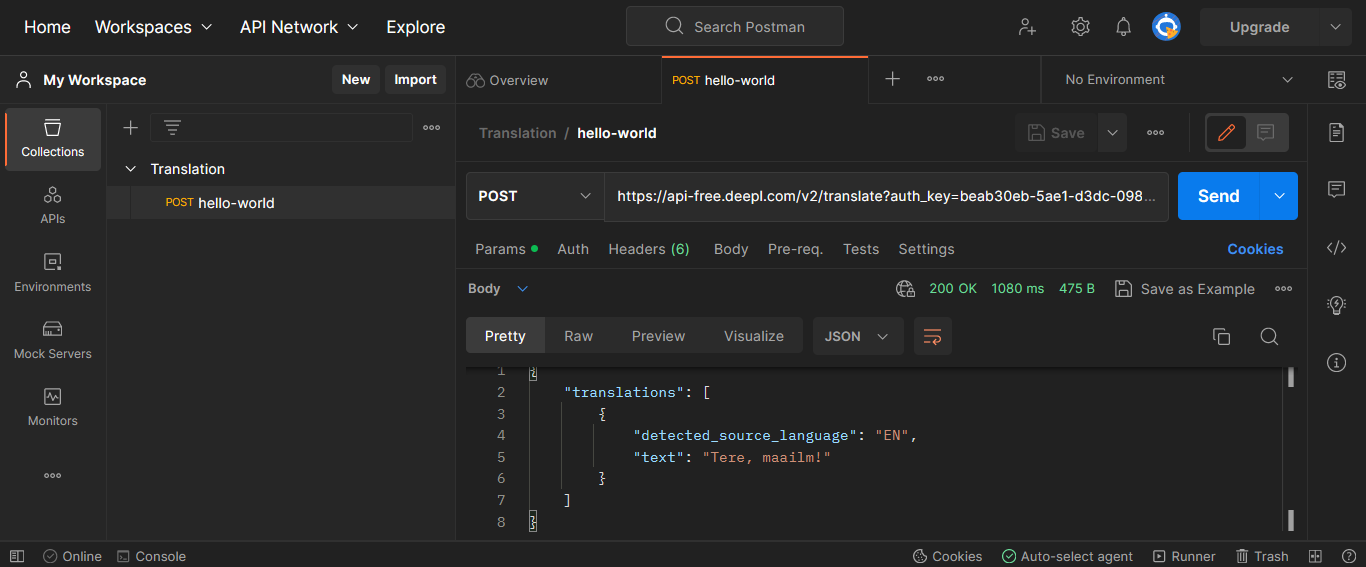 Home Workspaces API Network Explore Search Postman Upgrade
My Workspace New Import
Overview POST hello-world No Environment
Collections
APIs
Environments
Mock Servers
Monitors
Translation
POST hello-world
Translation / hello-world Save
POST https://api-free.deepl.com/v2/translate?auth_key=beab30eb-5ae1-d3dc-098... Send
Params Auth Headers (6) Body Pre-req. Tests Settings Cookies
Body 200 OK 1080 ms 475 B Save as Example
Pretty Raw Preview Visualize JSON
1 {
2 "translations": [
3 {
4 "detected_source_language": "EN",
5 "text": "Tere, maailm!"
6 }
7 ]
8 }
Online Console Cookies Auto-select agent Runner Trash